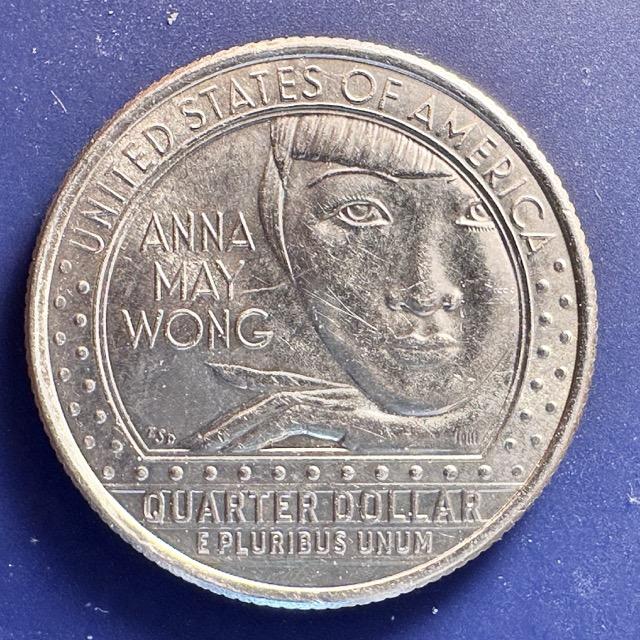 UNITED STATES OF AMERICA
ANNA
MAY
WONG
QUARTER DOLLAR
E PLURIBUS UNUM